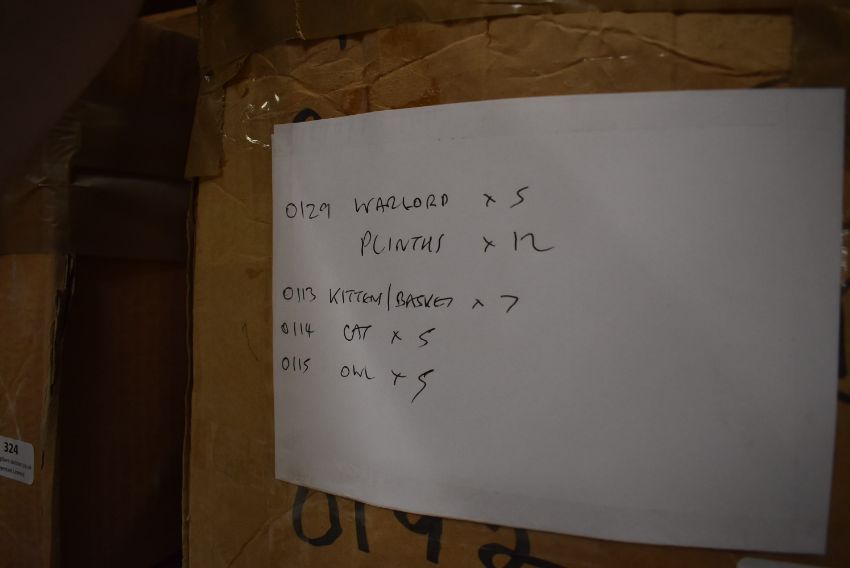 0129 WARLORD x 5
PLINTHS x 12
0113 KITTEN/BASKET x 7
0114 CAT x 5
0115 OWL x 5
324